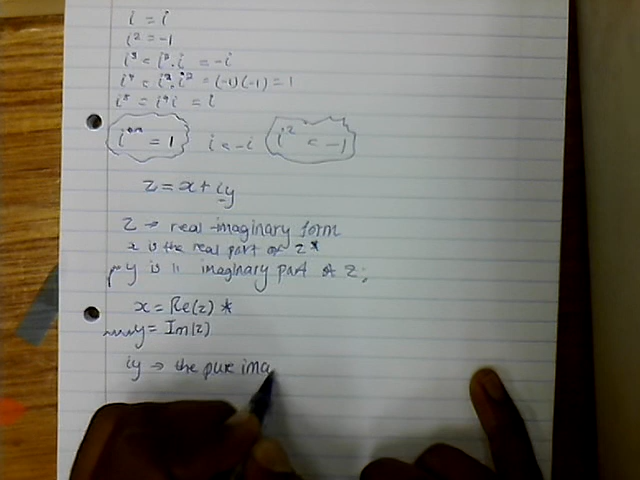 i = i
i² = -1
i³ = i².i = -i
i⁴ = i².i² = (-1)(-1) = 1
i⁵ = i⁴i = i
i⁴ⁿ = 1 i = -i i² = -1
z = x + iy
Z → real-imaginary form
x is the real part of z *
y is 11 imaginary part of z;
x = Re(z) *
y = Im(z)
iy → the pure ima